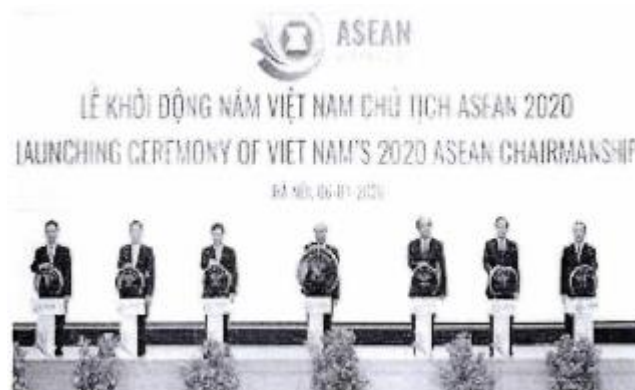 ASEAN
LỄ KHỞI ĐỘNG NĂM VIỆT NAM CHỦ TỊCH ASEAN 2020
LAUNCHING CEREMONY OF VIET NAM'S 2020 ASEAN CHAIRMANSHIP
HÀ NỘI, 06-01-2020